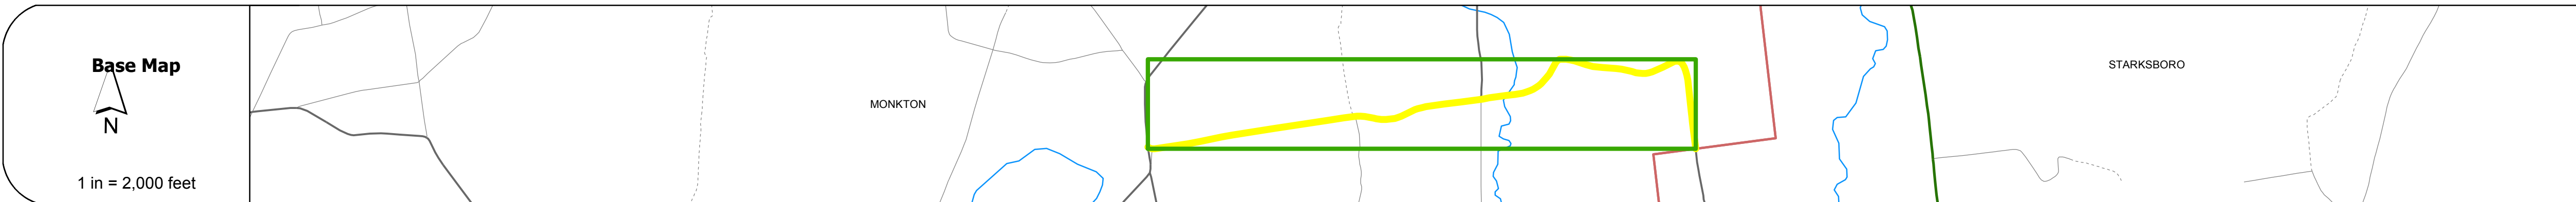 Base Map
N
1 in = 2,000 feet
MONKTON
STARKSBORO